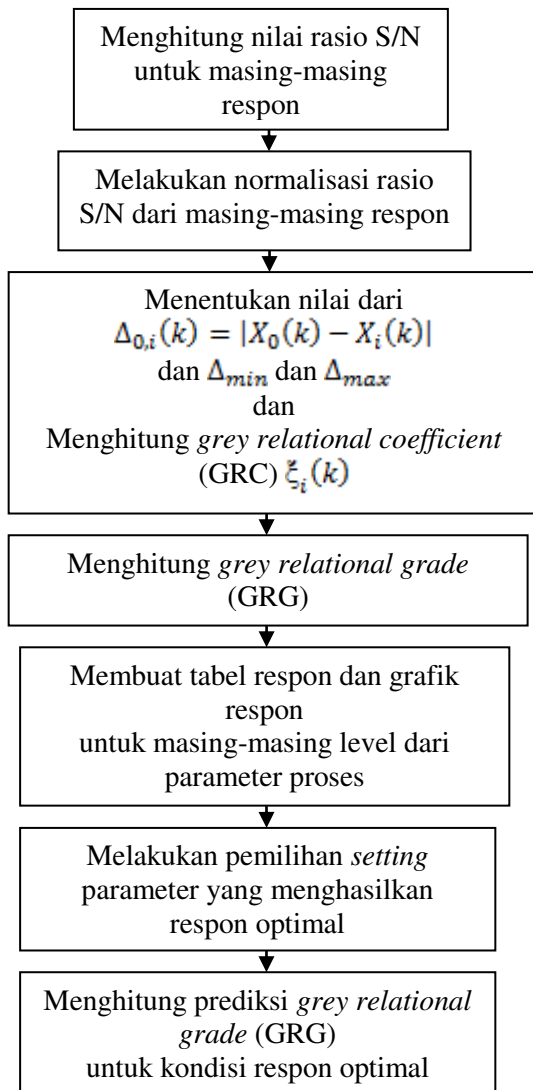 Menghitung nilai rasio S/N
untuk masing-masing
respon
Melakukan normalisasi rasio
S/N dari masing-masing respon
Menentukan nilai dari
Δ₀,ᵢ(k) = |X₀(k) − Xᵢ(k)|
dan Δₘᵢₙ dan Δₘₐₓ
dan
Menghitung grey relational coefficient
(GRC) ξᵢ(k)
Menghitung grey relational grade
(GRG)
Membuat tabel respon dan grafik
respon
untuk masing-masing level dari
parameter proses
Melakukan pemilihan setting
parameter yang menghasilkan
respon optimal
Menghitung prediksi grey relational
grade (GRG)
untuk kondisi respon optimal